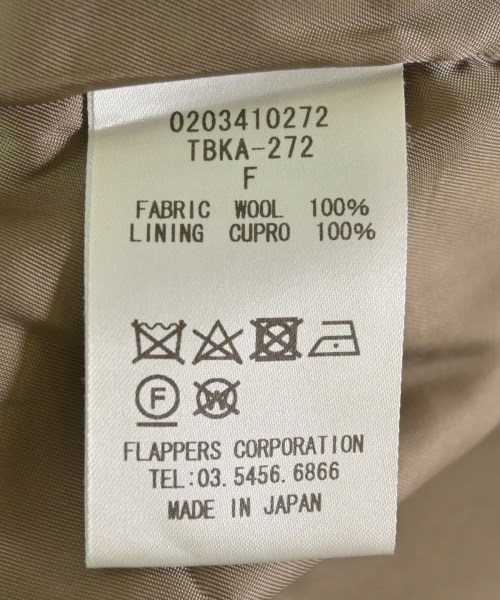 0203410272
TBKA-272
F
FABRIC WOOL 100%
LINING CUPRO 100%
F W
FLAPPERS CORPORATION
TEL:03.5456.6866
MADE IN JAPAN